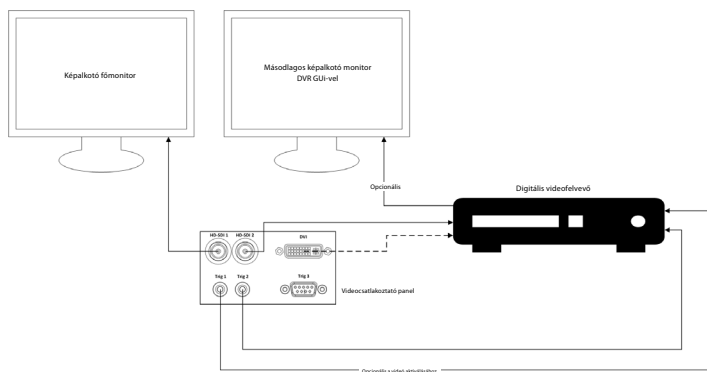 Képalkotó főmonitor
Másodlagos képalkotó monitor
DVR GUi-vel
Opcionális
Digitális videofelvevő
HD-SDI 1
HD-SDI 2
DVI
Trig 1
Trig 2
Trig 3
Videocsatlakoztató panel
Opcionális a videó aktiválásához